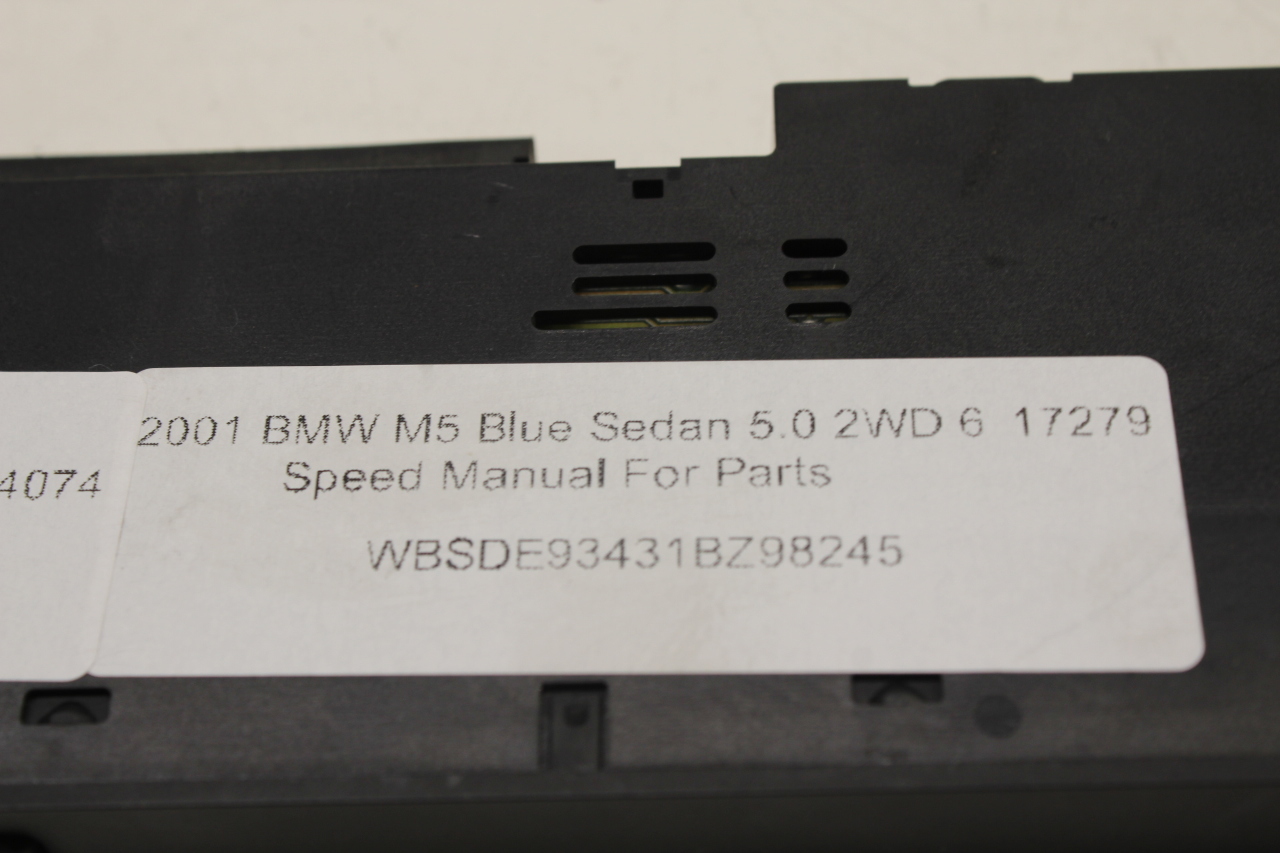 2001 BMW M5 Blue Sedan 5.0 2WD 6 17279
Speed Manual For Parts
4074
WBSDE93431BZ98245